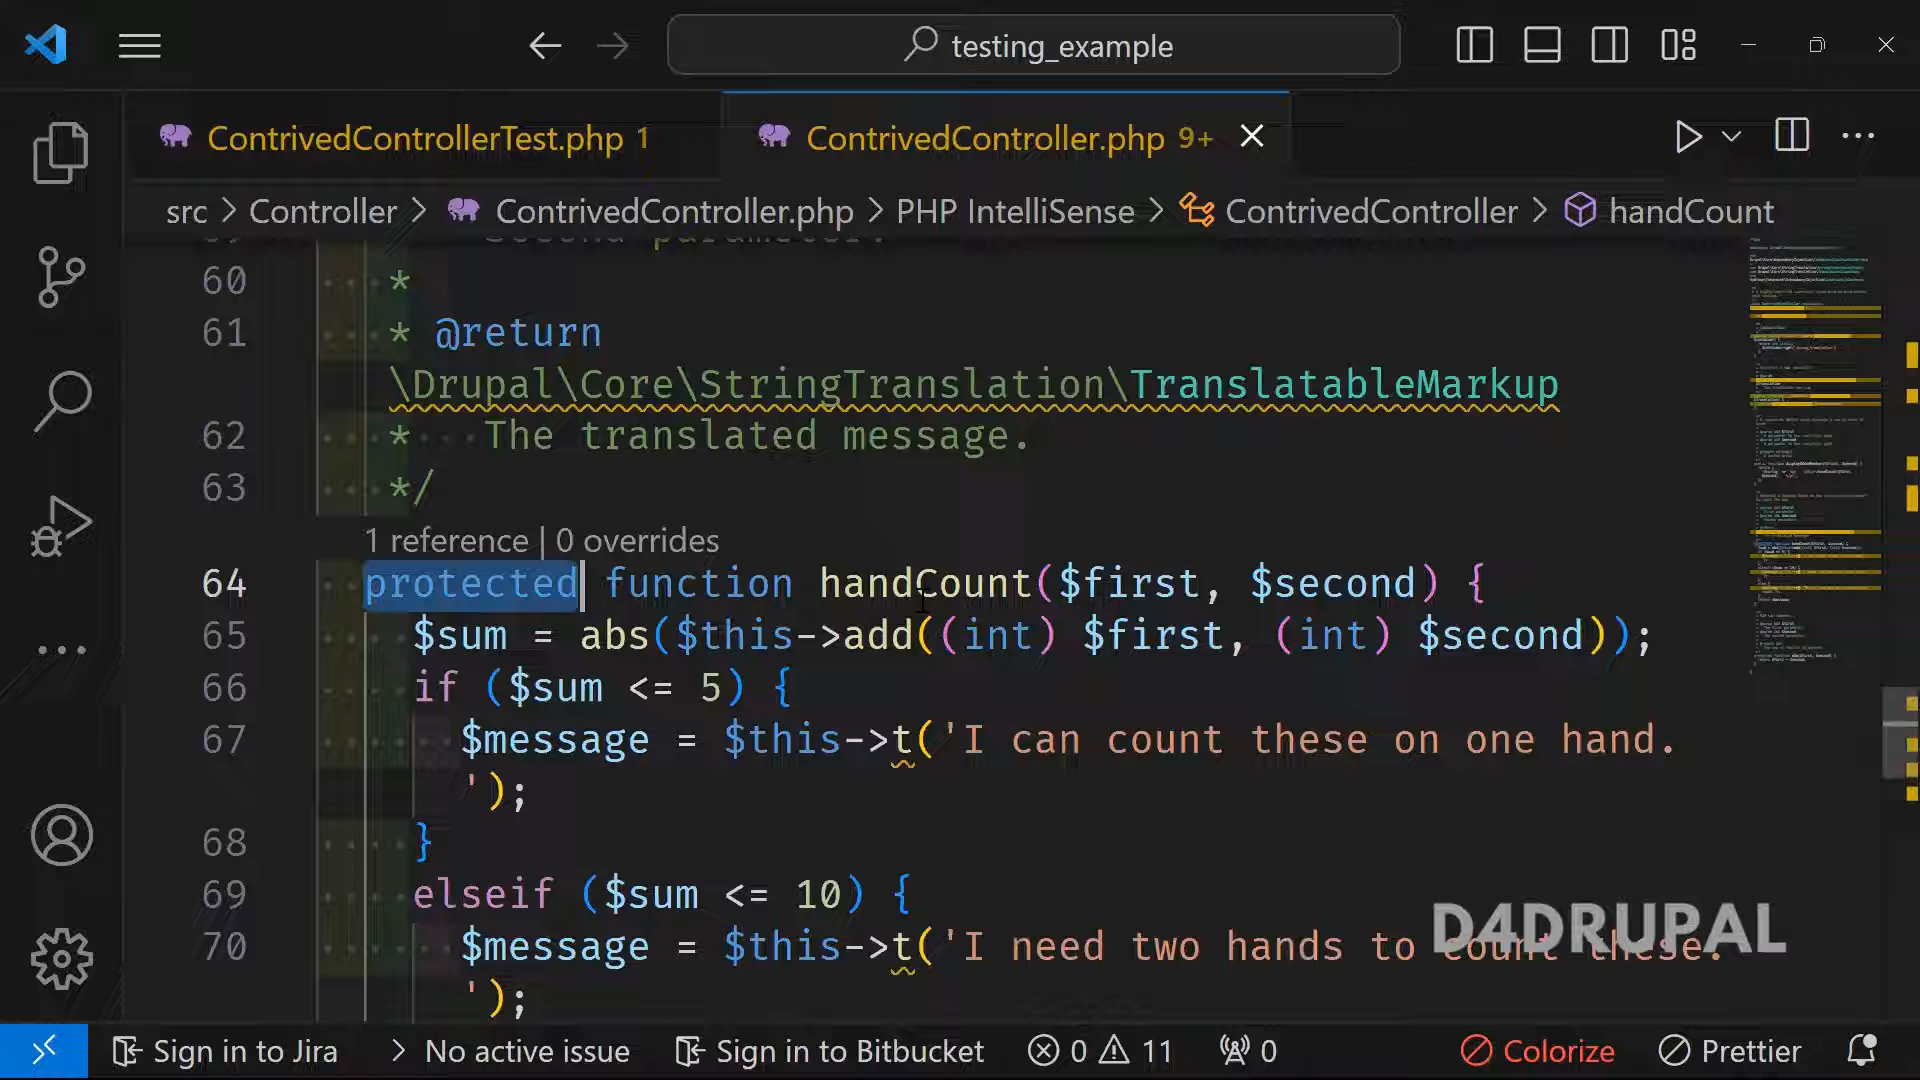 testing_example
ContrivedControllerTest.php 1
ContrivedController.php 9+
src > Controller > ContrivedController.php > PHP IntelliSense > ContrivedController > handCount
60 *
61 * @return
\Drupal\Core\StringTranslation\TranslatableMarkup
62 * The translated message.
63 */
1 reference | 0 overrides
64 protected function handCount($first, $second) {
65 $sum = abs($this->add((int) $first, (int) $second));
66 if ($sum <= 5) {
67 $message = $this->t('I can count these on one hand.
');
68 }
69 elseif ($sum <= 10) {
70 $message = $this->t('I need two hands to count these.
');
D4DRUPAL
Sign in to Jira > No active issue Sign in to Bitbucket 0 11 0 Colorize Prettier